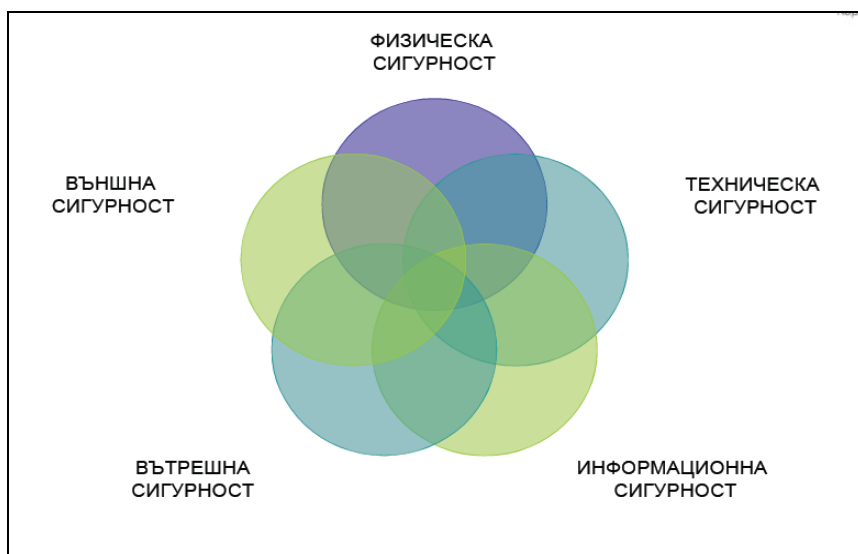 ФИЗИЧЕСКА
СИГУРНОСТ
ВЪНШНА
СИГУРНОСТ
ТЕХНИЧЕСКА
СИГУРНОСТ
ВЪТРЕШНА
СИГУРНОСТ
ИНФОРМАЦИОННА
СИГУРНОСТ